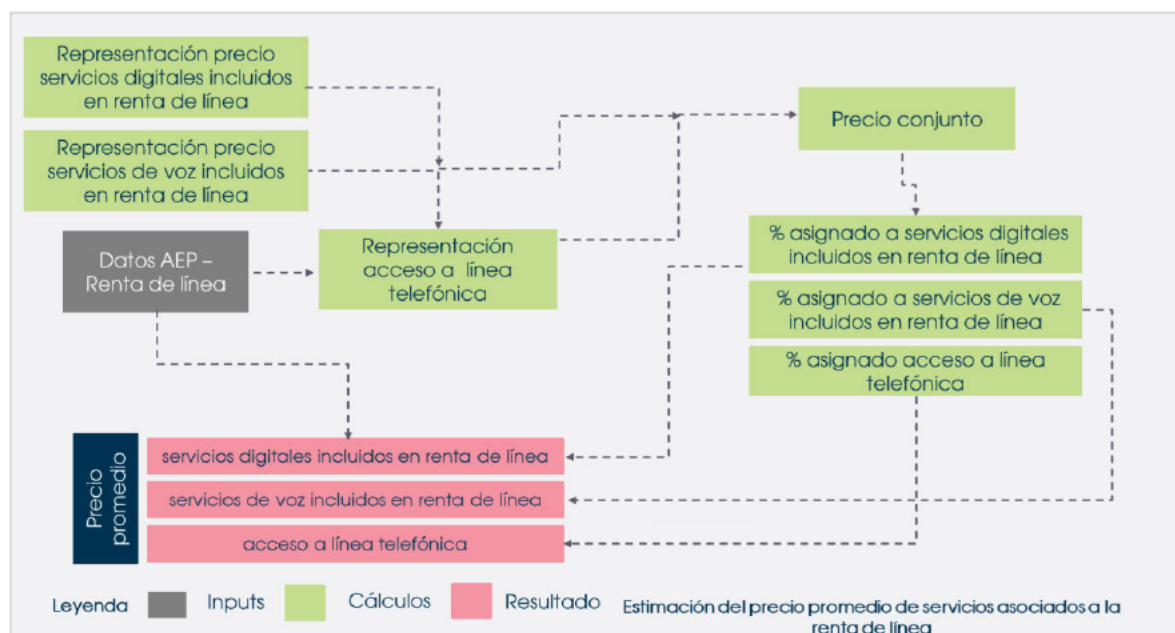 Representación precio
servicios digitales incluidos
en renta de línea
Representación precio
servicios de voz incluidos
en renta de línea
Datos AEP –
Renta de línea
Representación
acceso a línea
telefónica
Precio conjunto
% asignado a servicios digitales
incluidos en renta de línea
% asignado a servicios de voz
incluidos en renta de línea
% asignado acceso a línea
telefónica
Precio
promedio
servicios digitales incluidos en renta de línea
servicios de voz incluidos en renta de línea
acceso a línea telefónica
Leyenda
Inputs
Cálculos
Resultado
Estimación del precio promedio de servicios asociados a la
renta de línea